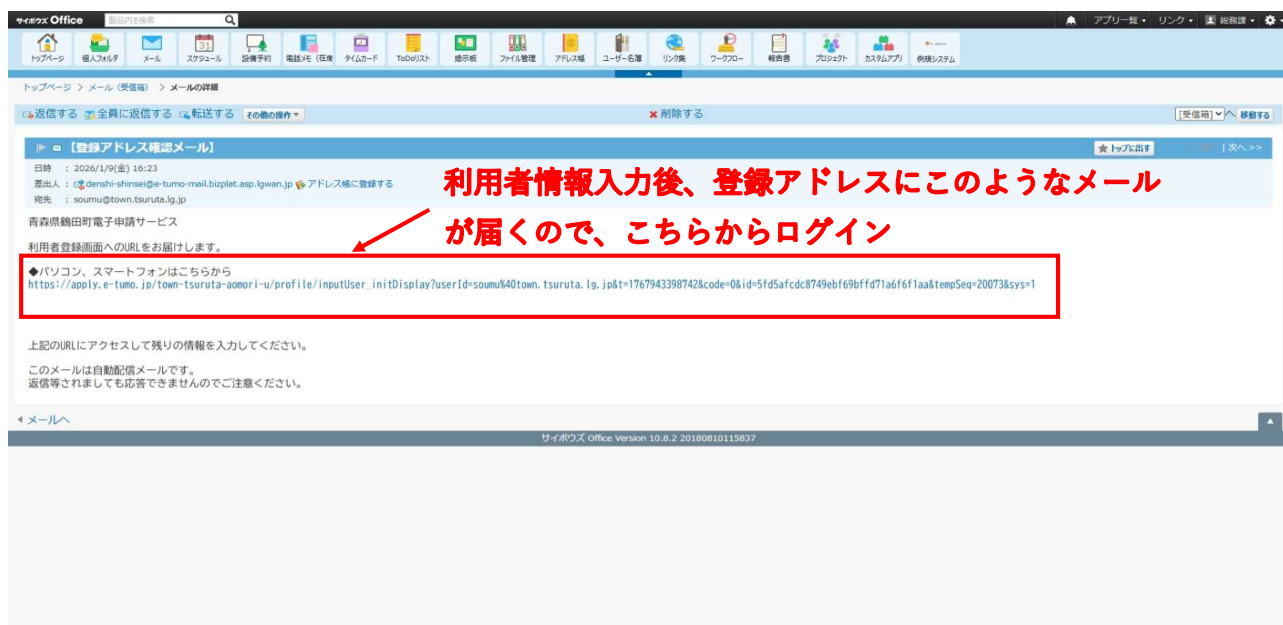 サイボウズ Office 製品内を検索 アプリ一覧 リンク 総務課
トップページ 個人フォルダ メール スケジュール 設備予約 電話メモ (在席 タイムカード ToDoリスト 掲示板 ファイル管理 アドレス帳 ユーザー名簿 リンク集 ワークフロー 報告書 プロジェクト カスタムアプリ 例規システム
トップページ > メール (受信箱) > メールの詳細
返信する 全員に返信する 転送する その他の操作 削除する [受信箱] へ 移動する
【登録アドレス確認メール】 トップに出す | 次へ >>
日時 : 2026/1/9(金) 16:23
差出人 : denshi-shinsei@e-tumo-mail.bizplat.asp.lgwan.jp アドレス帳に登録する
宛先 : soumu@town.tsuruta.lg.jp
利用者情報入力後、登録アドレスにこのようなメール
が届くので、こちらからログイン
青森県鶴田町電子申請サービス
利用者登録画面へのURLをお届けします。
◆パソコン、スマートフォンはこちらから
https://apply.e-tumo.jp/town-tsuruta-aomori-u/profile/inputUser_initDisplay?userId=soumu%40town.tsuruta.lg.jp&t=1767943398742&code=0&id=5fd5afcdc8749ebf69bffd71a6f6f1aa&tempSeq=20073&sys=1
上記のURLにアクセスして残りの情報を入力してください。
このメールは自動配信メールです。
返信等されましても応答できませんのでご注意ください。
メールへ
サイボウズ Office Version 10.8.2 20180810115837